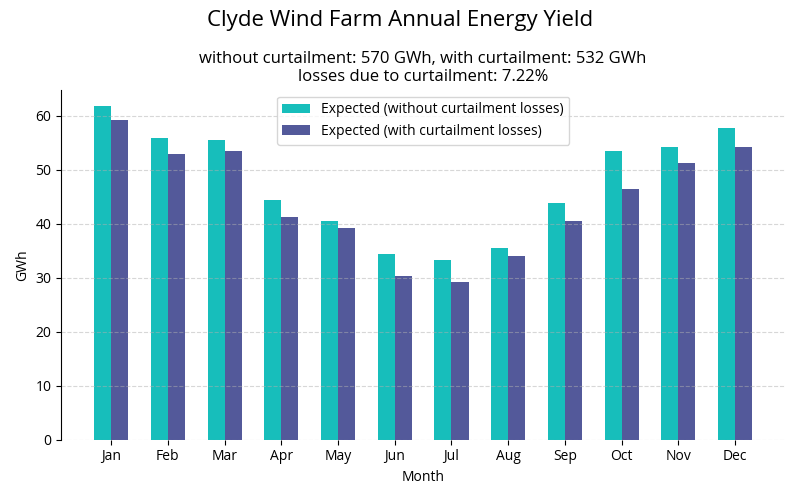 Clyde Wind Farm Annual Energy Yield
without curtailment: 570 GWh, with curtailment: 532 GWh
losses due to curtailment: 7.22%
Expected (without curtailment losses)
Expected (with curtailment losses)
60
50
40
30
20
10
0
GWh
Jan Feb Mar Apr May Jun Jul Aug Sep Oct Nov Dec
Month